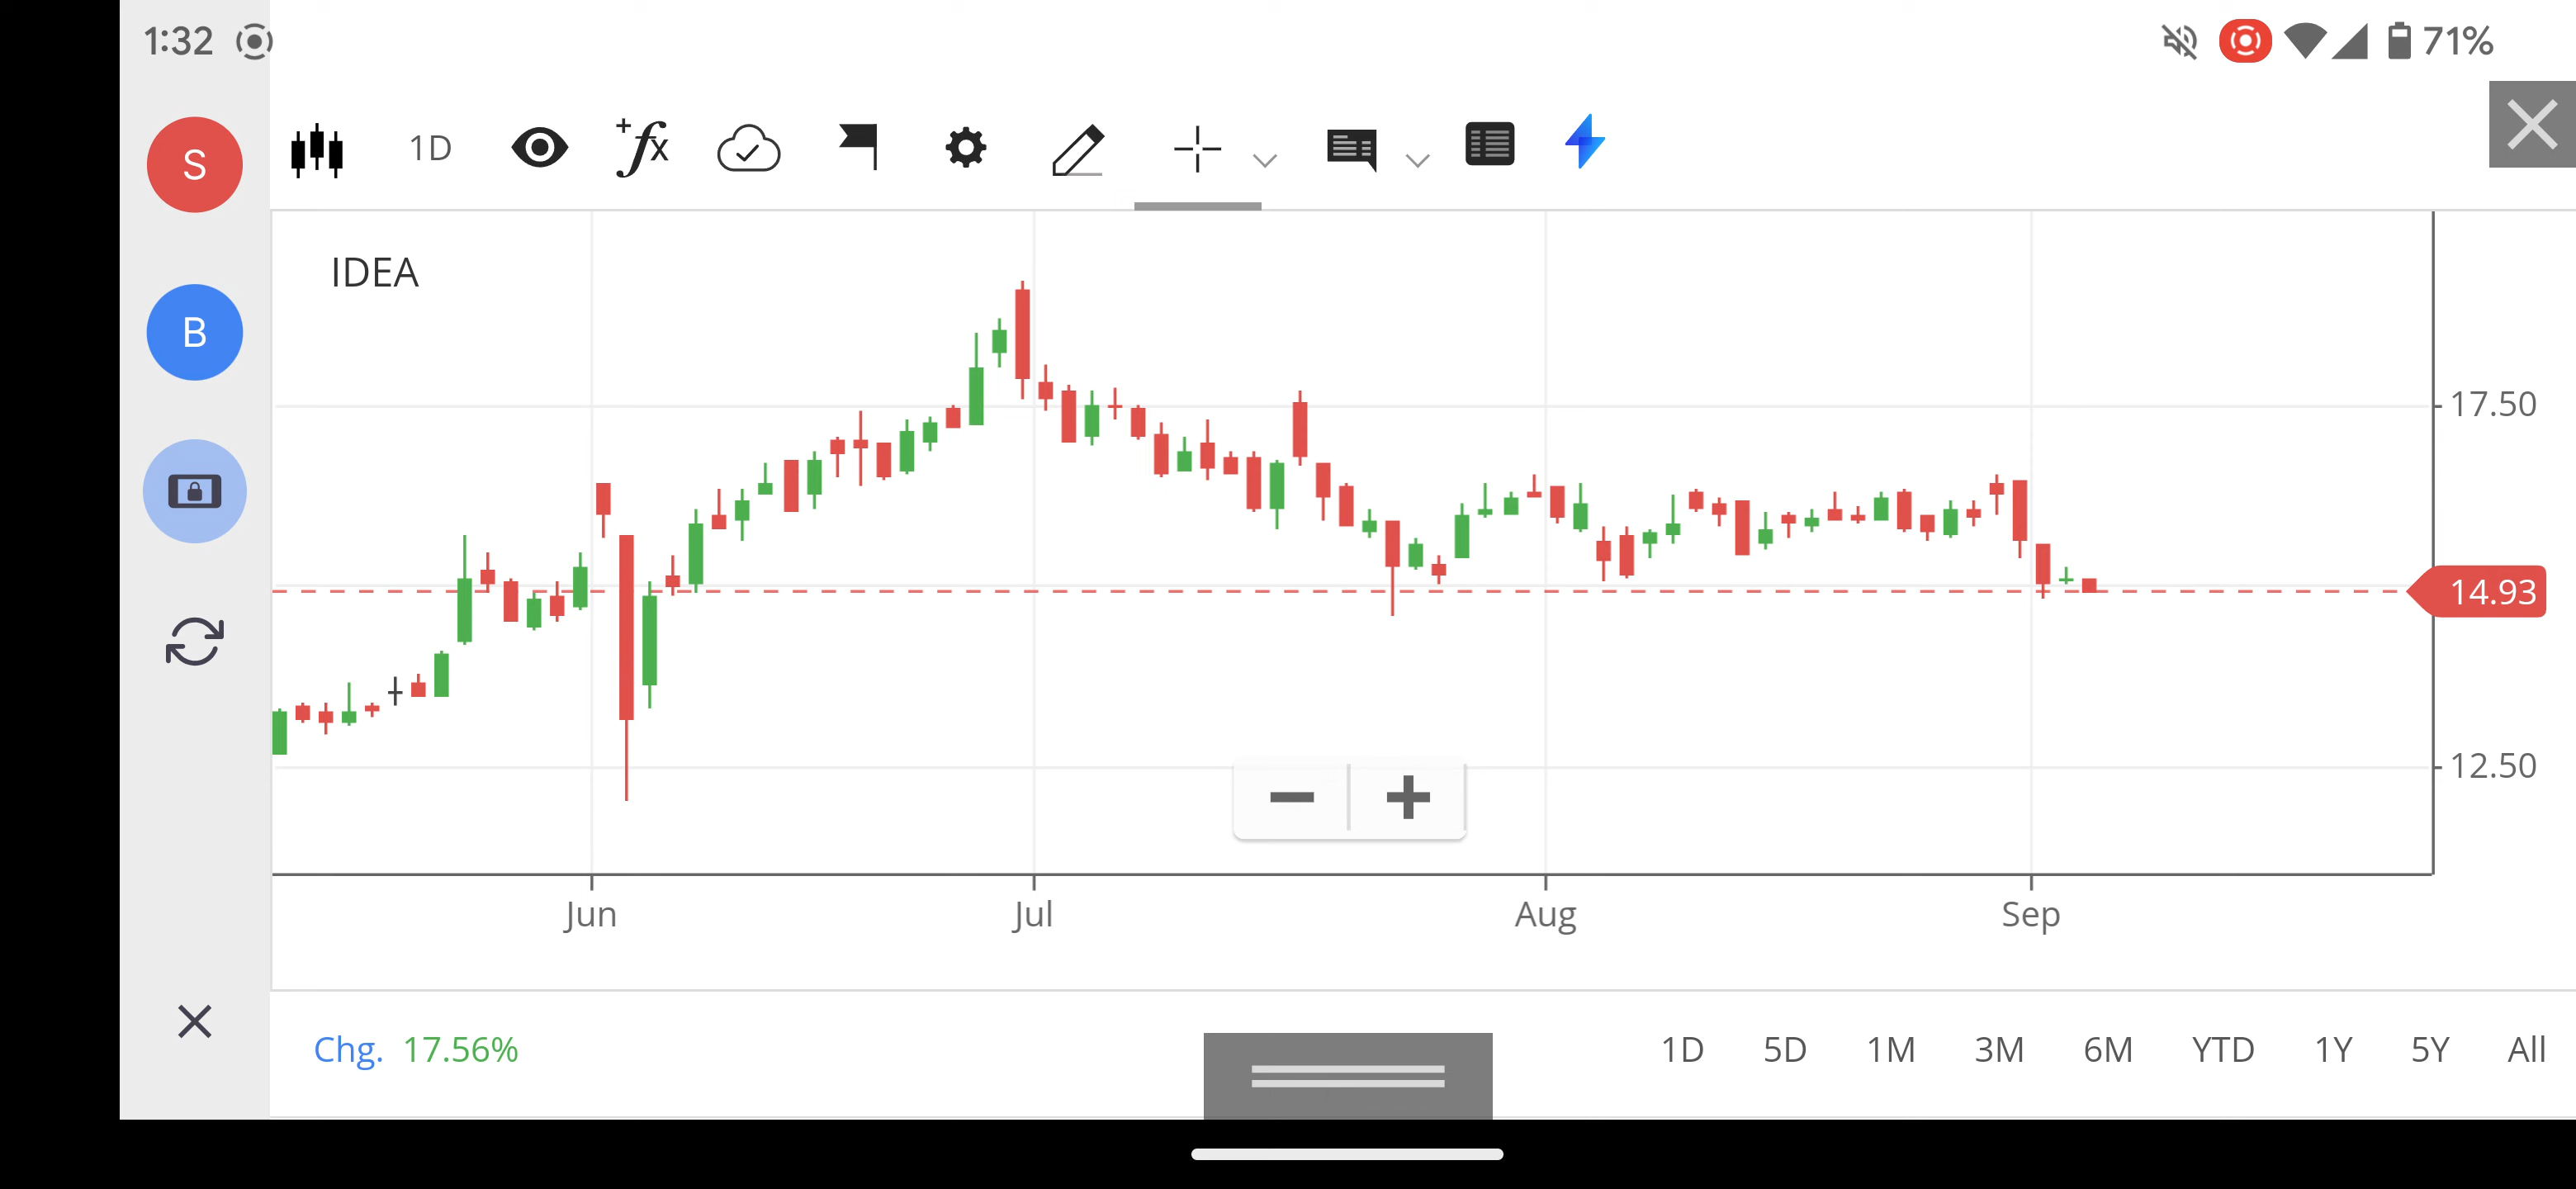 1:32
71%
S
1D
+fx
B
IDEA
17.50
14.93
12.50
Jun Jul Aug Sep
Chg. 17.56% 1D 5D 1M 3M 6M YTD 1Y 5Y All